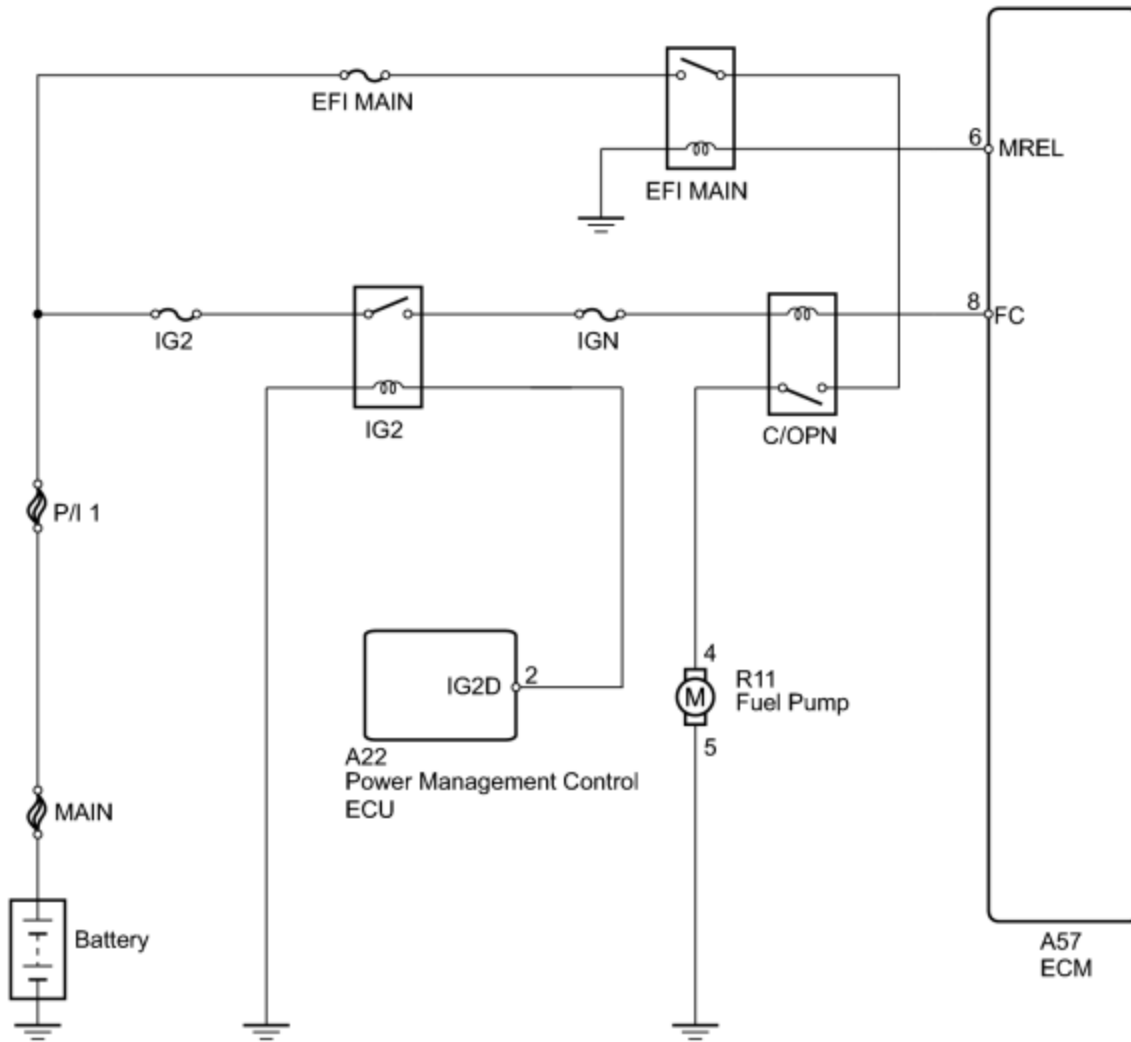 EFI MAIN
EFI MAIN
6
MREL
8
FC
IG2
IGN
IG2
C/OPN
P/I 1
IG2D
2
4
R11
Fuel Pump
M
5
A22
Power Management Control
ECU
MAIN
Battery
A57
ECM